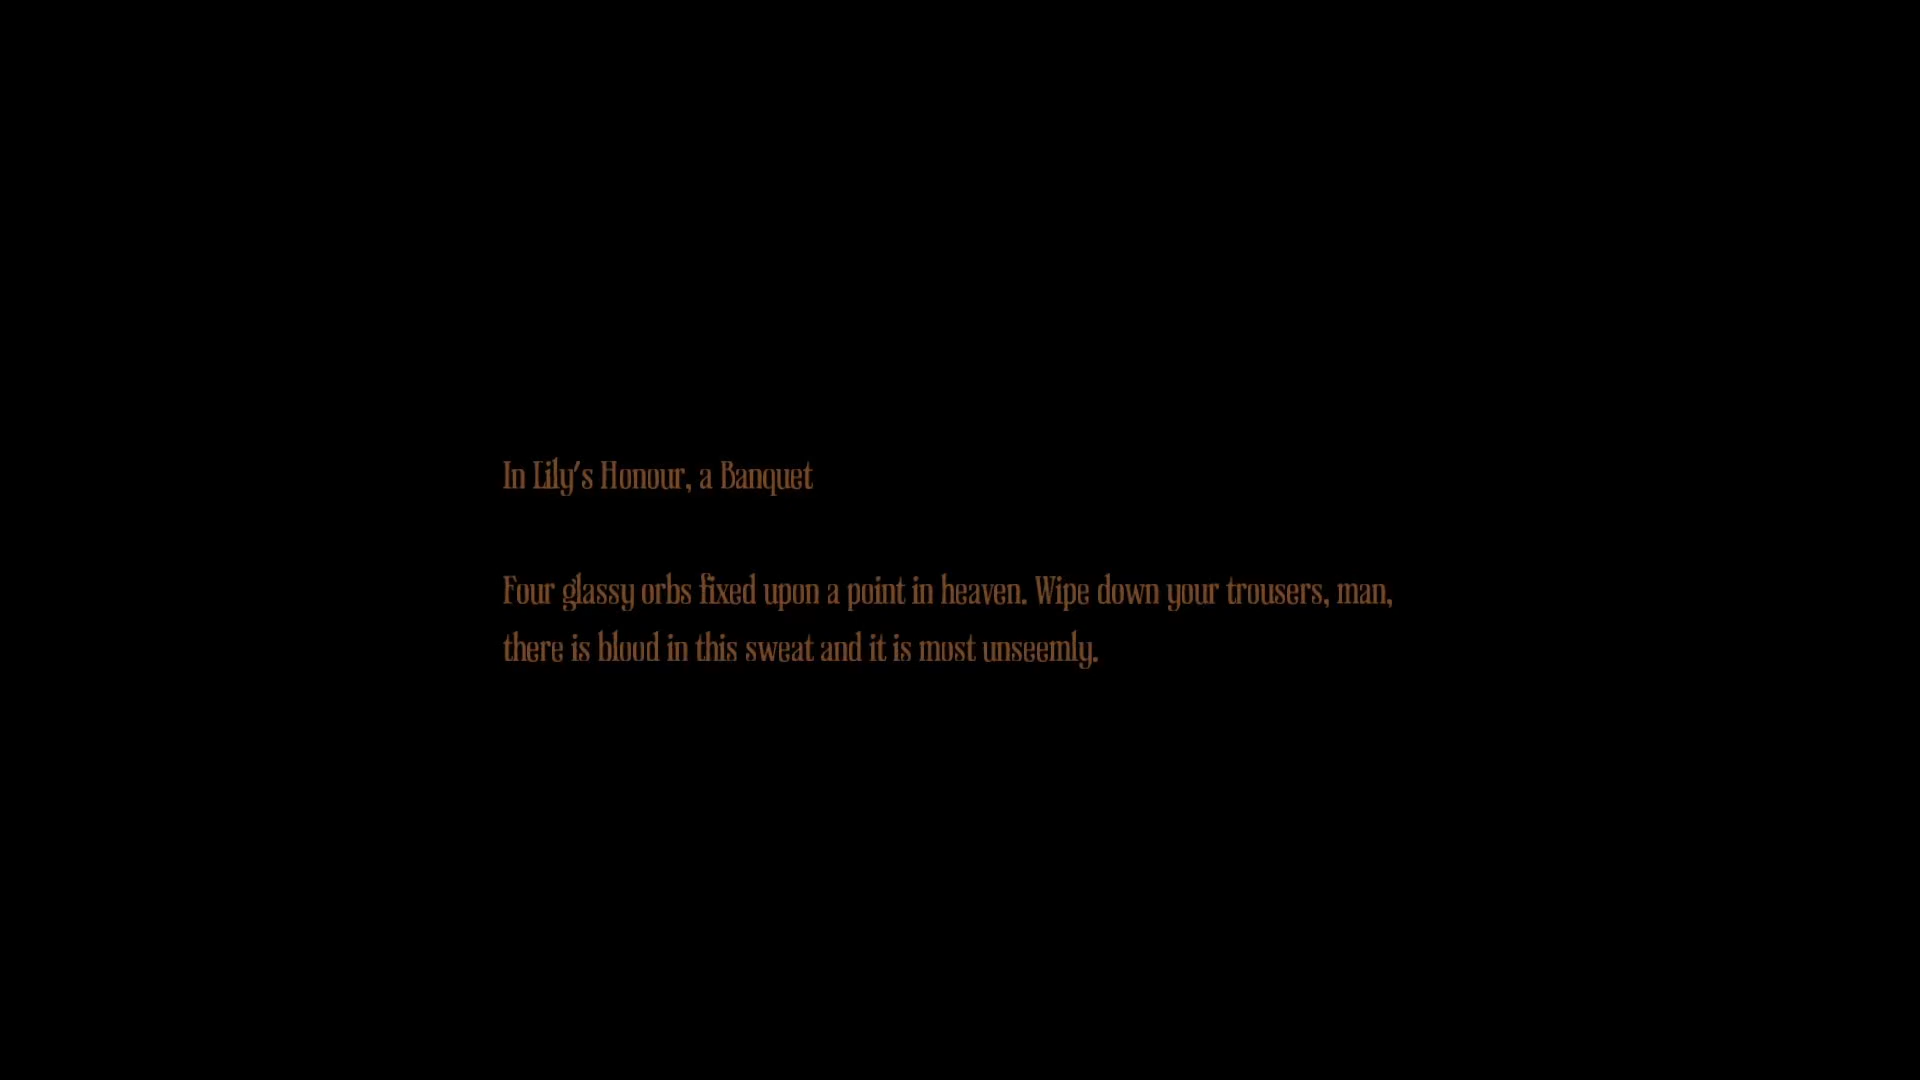 In Lily's Honour, a Banquet
Four glassy orbs fixed upon a point in heaven. Wipe down your trousers, man,
there is blood in this sweat and it is most unseemly.